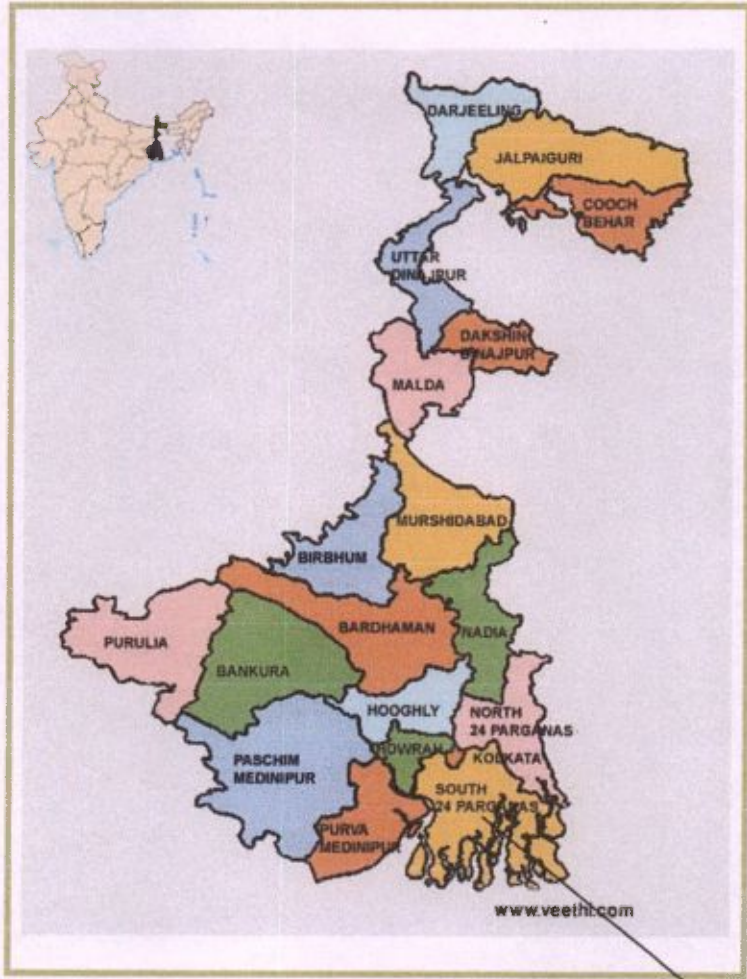 DARJEELING
JALPAIGURI
COOCH
BEHAR
UTTAR
DINAJPUR
DAKSHIN
DINAJPUR
MALDA
MURSHIDABAD
BIRBHUM
BARDHAMAN
NADIA
PURULIA
BANKURA
HOOGHLY
NORTH
24 PARGANAS
HOWRAH
KOLKATA
PASCHIM
MEDINIPUR
SOUTH
24 PARGANAS
PURVA
MEDINIPUR
www.veethi.com